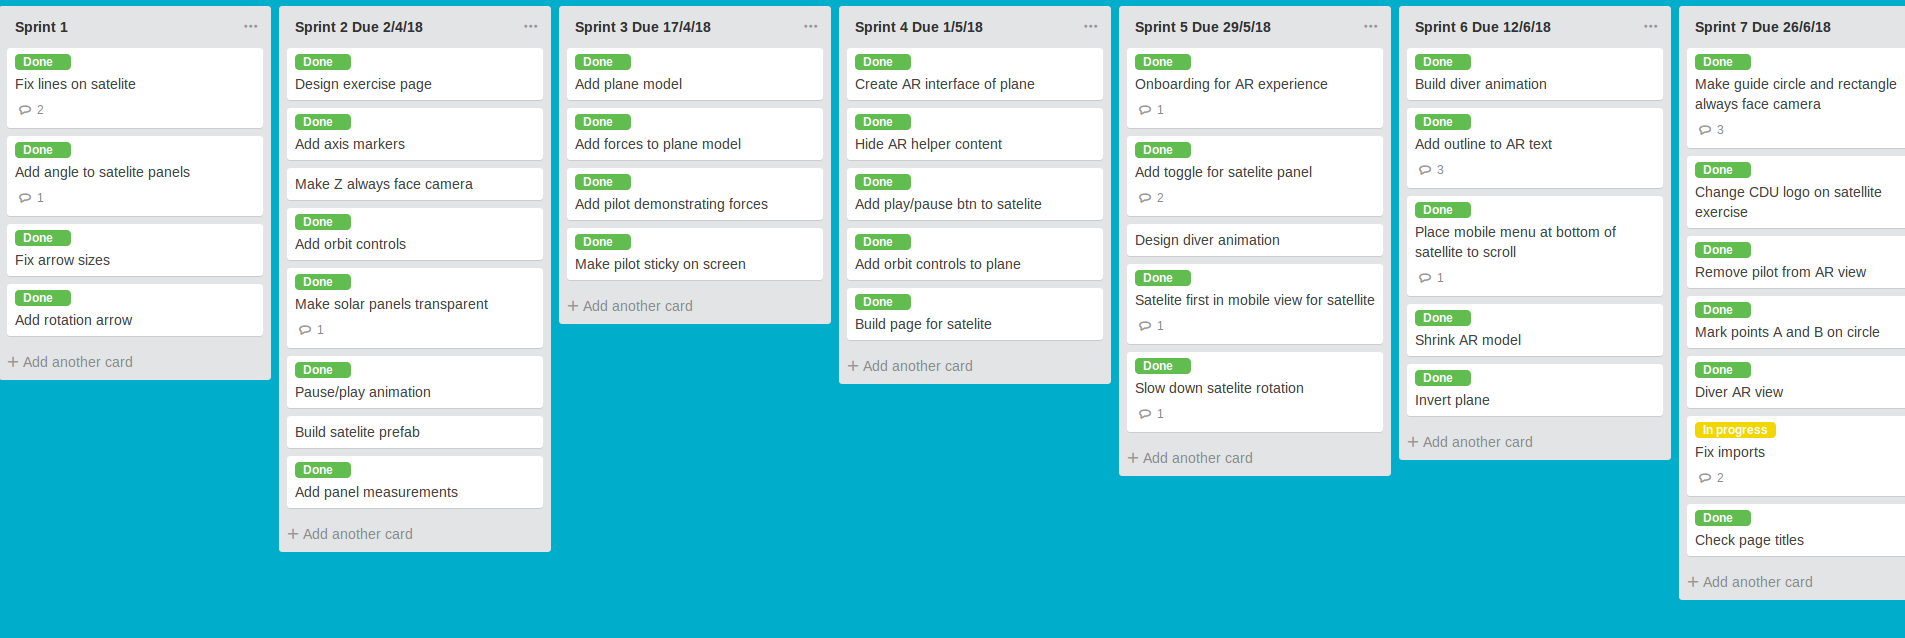 Sprint 1
Done
Fix lines on satelite
2
Done
Add angle to satelite panels
1
Done
Fix arrow sizes
Done
Add rotation arrow
+ Add another card
Sprint 2 Due 2/4/18
Done
Design exercise page
Done
Add axis markers
Make Z always face camera
Done
Add orbit controls
Done
Make solar panels transparent
1
Done
Pause/play animation
Build satelite prefab
Done
Add panel measurements
+ Add another card
Sprint 3 Due 17/4/18
Done
Add plane model
Done
Add forces to plane model
Done
Add pilot demonstrating forces
Done
Make pilot sticky on screen
+ Add another card
Sprint 4 Due 1/5/18
Done
Create AR interface of plane
Done
Hide AR helper content
Done
Add play/pause btn to satelite
Done
Add orbit controls to plane
Done
Build page for satelite
+ Add another card
Sprint 5 Due 29/5/18
Done
Onboarding for AR experience
1
Done
Add toggle for satelite panel
2
Design diver animation
Done
Satelite first in mobile view for satellite
1
Done
Slow down satelite rotation
1
+ Add another card
Sprint 6 Due 12/6/18
Done
Build diver animation
Done
Add outline to AR text
3
Done
Place mobile menu at bottom of
satellite to scroll
1
Done
Shrink AR model
Done
Invert plane
+ Add another card
Sprint 7 Due 26/6/18
Done
Make guide circle and rectangle
always face camera
3
Done
Change CDU logo on satellite
exercise
Done
Remove pilot from AR view
Done
Mark points A and B on circle
Done
Diver AR view
In progress
Fix imports
2
Done
Check page titles
+ Add another card